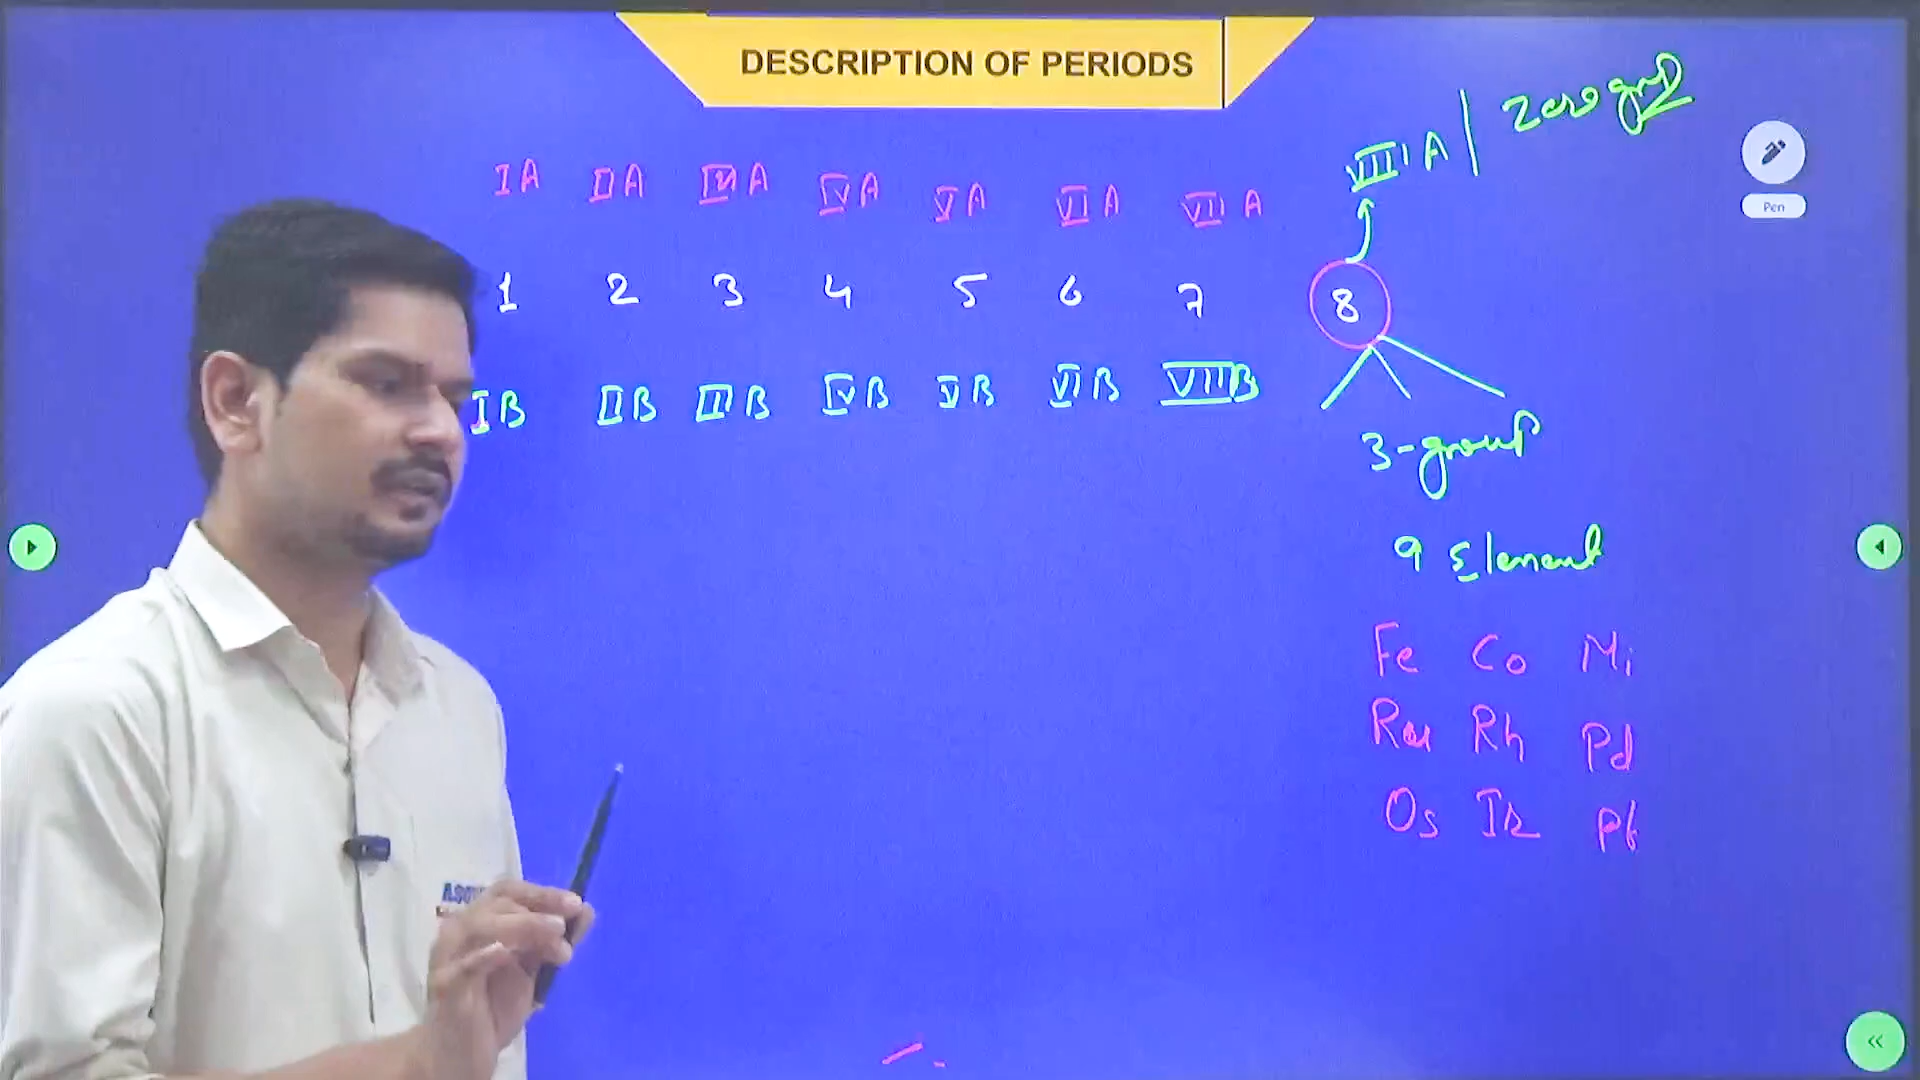 DESCRIPTION OF PERIODS
VIII A | Zero group
IA IIA IIIA IVA VA VIA VIIA
Pen
1 2 3 4 5 6 7 8
IB IIB IIIB IVB VB VIB VIIB
3-group
9 Element
Fe Co Ni
Ru Rh Pd
Os Ir Pt